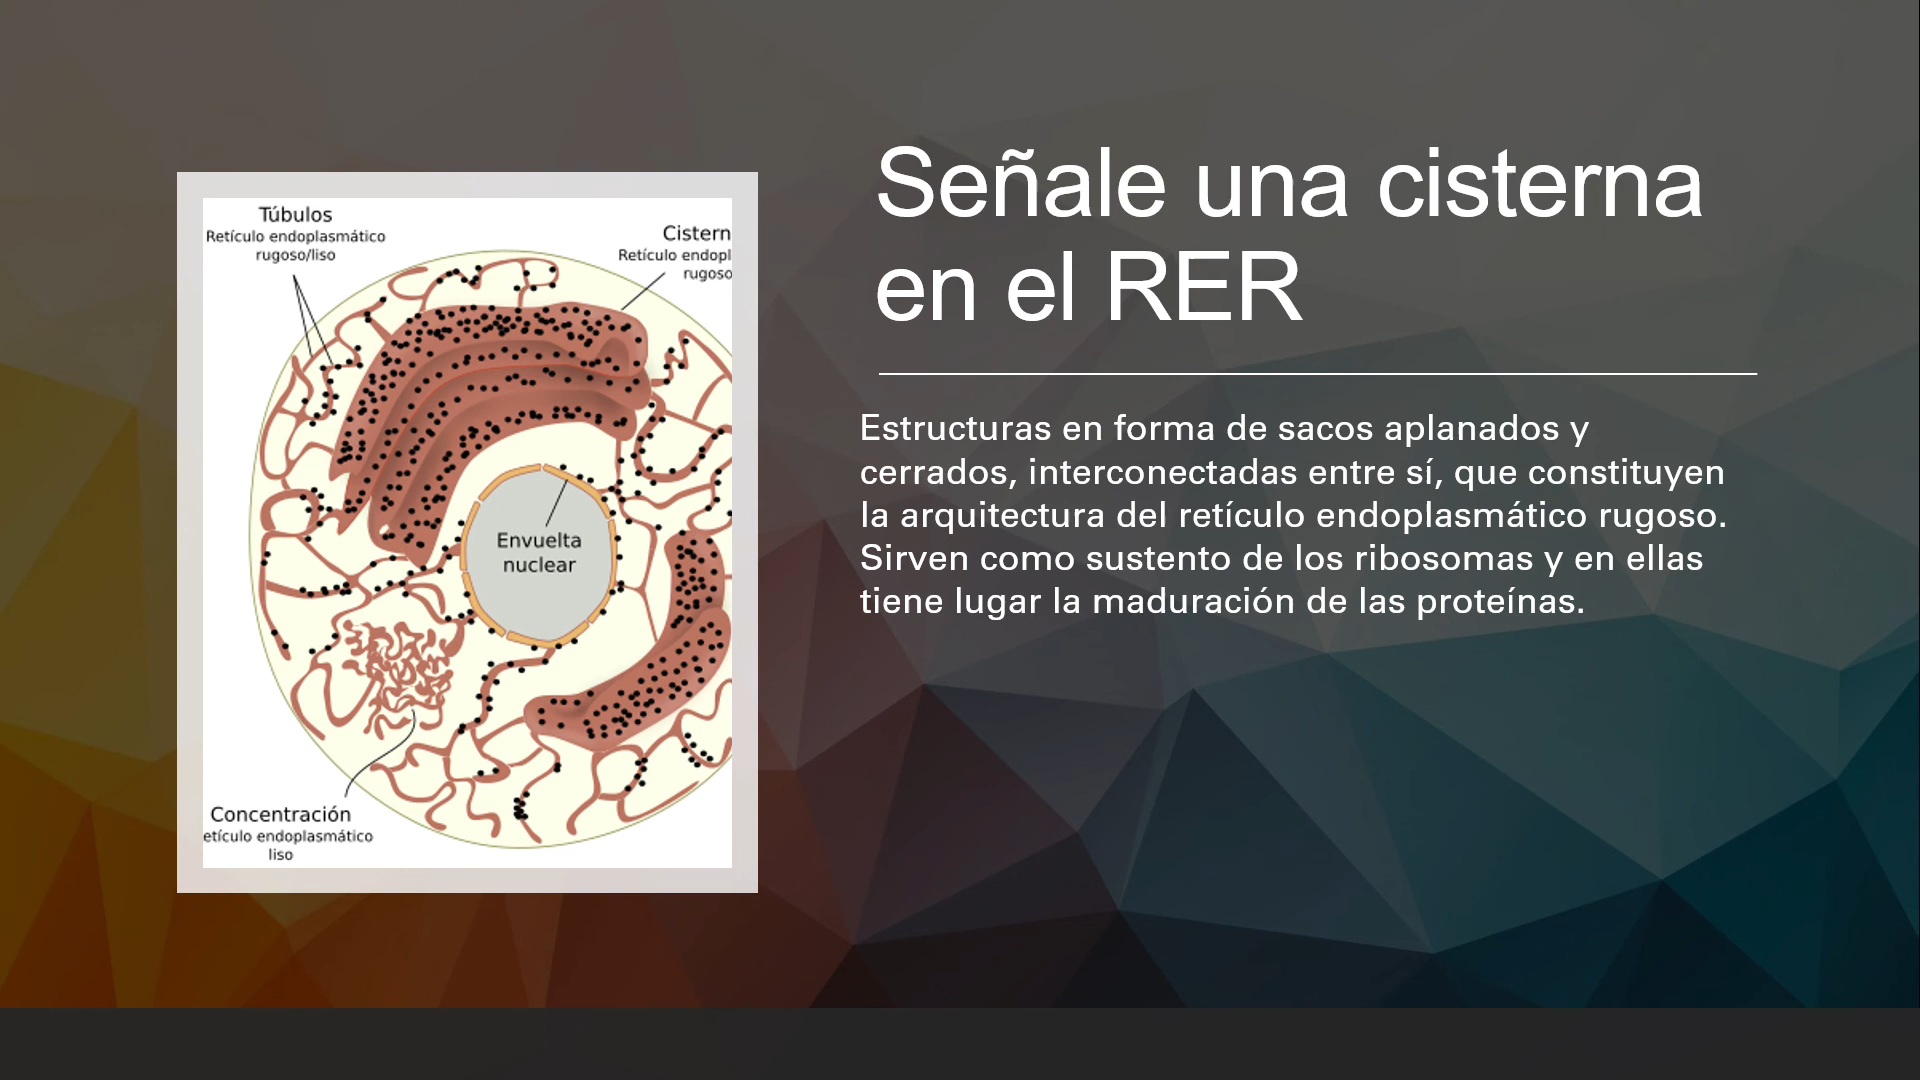 Señale una cisterna
en el RER
Estructuras en forma de sacos aplanados y
cerrados, interconectadas entre sí, que constituyen
la arquitectura del retículo endoplasmático rugoso.
Sirven como sustento de los ribosomas y en ellas
tiene lugar la maduración de las proteínas.
Túbulos
Retículo endoplasmático
rugoso/liso
Cistern
Retículo endopl
rugoso
Envuelta
nuclear
Concentración
etículo endoplasmático
liso